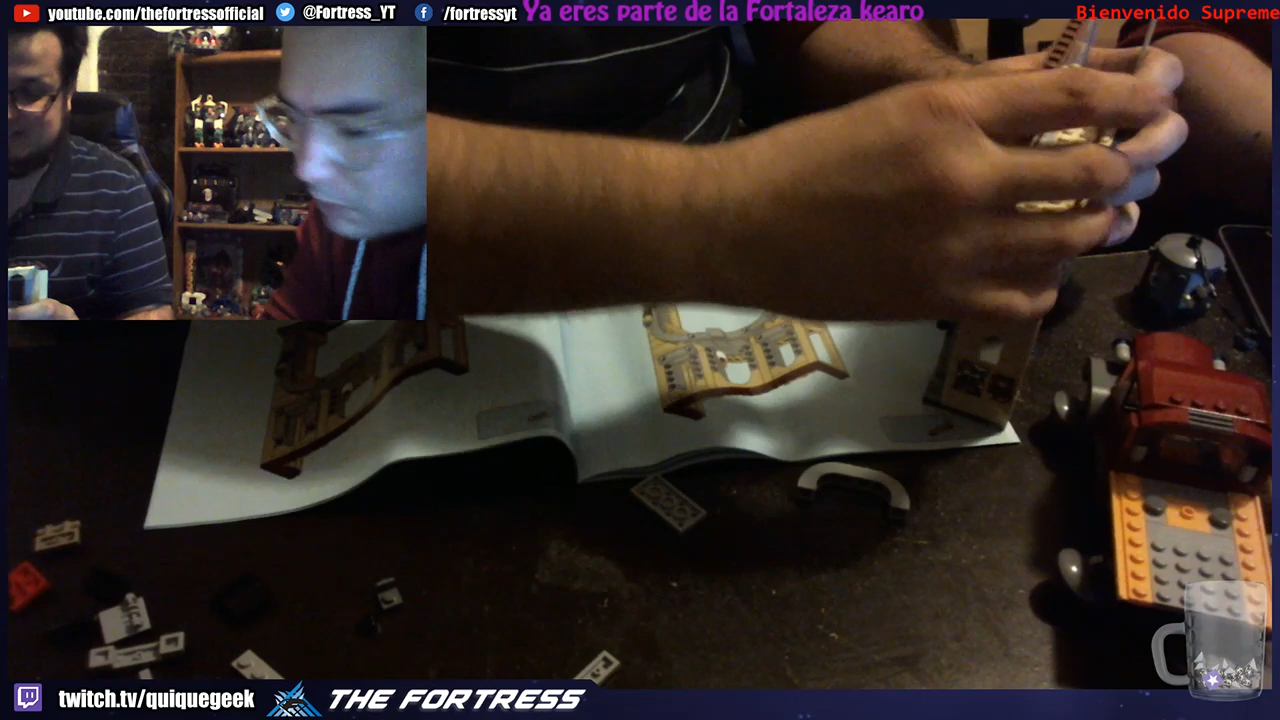 youtube.com/thefortressofficial @Fortress_YT /fortressyt Ya eres parte de la Fortaleza kearo Bienvenido Supreme
twitch.tv/quiquegeek THE FORTRESS